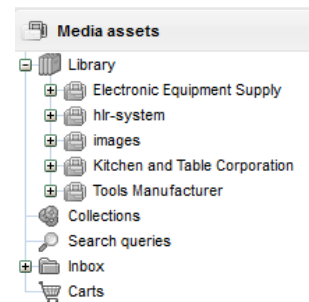 Media assets
Library
Electronic Equipment Supply
hlr-system
images
Kitchen and Table Corporation
Tools Manufacturer
Collections
Search queries
Inbox
Carts